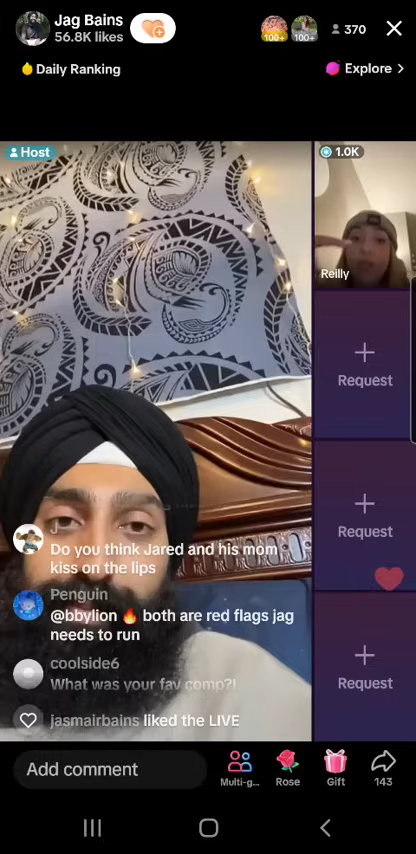 Jag Bains
56.8K likes
100+
100+
370
Daily Ranking
Explore >
Host
1.0K
Reilly
Request
Request
Request
Do you think Jared and his mom
kiss on the lips
Penguin
@bbylion 🔥 both are red flags jag
needs to run
coolside6
What was your fav comp?!
jasmairbains liked the LIVE
Add comment
Multi-g...
Rose
Gift
143